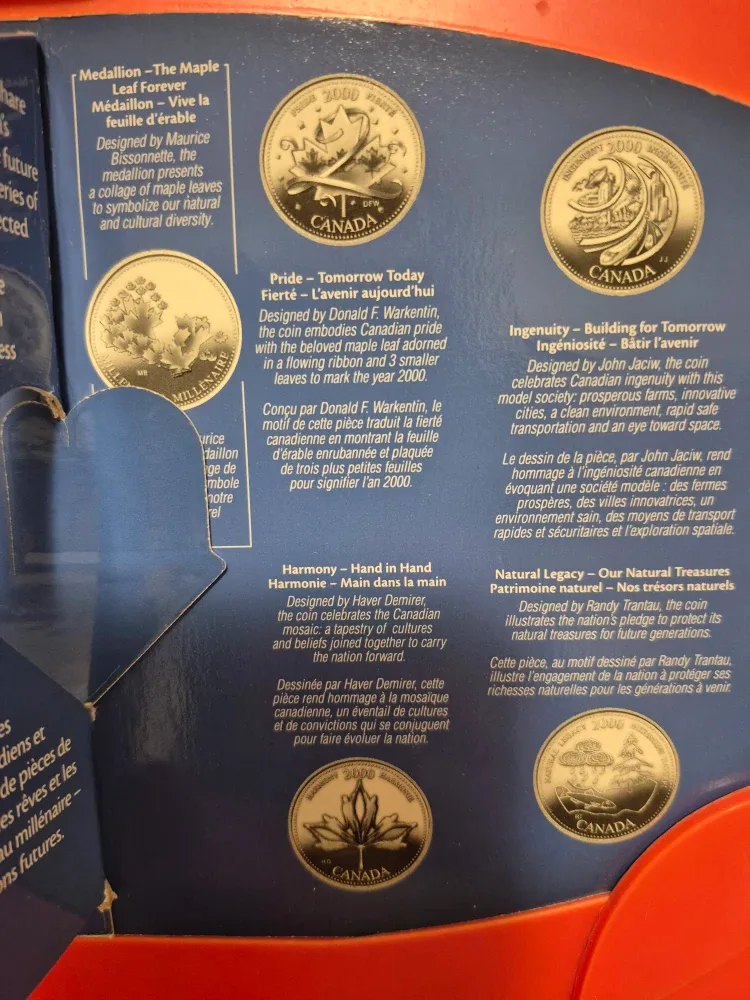 hare
's
future
eries of
ected
e
n
ess
es
diens et
de pièces de
es rêves et les
au millénaire –
ons futures.
Medallion –The Maple
Leaf Forever
Médaillon – Vive la
feuille d'érable
Designed by Maurice
Bissonnette, the
medallion presents
a collage of maple leaves
to symbolize our natural
and cultural diversity.
MILLÉNAIRE
MB
urice
daillon
ge de
mbole
notre
rel
PRIDE 2000 FIERTÉ
DFW
CANADA
Pride – Tomorrow Today
Fierté – L'avenir aujourd'hui
Designed by Donald F. Warkentin,
the coin embodies Canadian pride
with the beloved maple leaf adorned
in a flowing ribbon and 3 smaller
leaves to mark the year 2000.
Conçu par Donald F. Warkentin, le
motif de cette pièce traduit la fierté
canadienne en montrant la feuille
d'érable enrubannée et plaquée
de trois plus petites feuilles
pour signifier l'an 2000.
INGENUITY 2000 INGÉNIOSITÉ
JJ
CANADA
Ingenuity – Building for Tomorrow
Ingéniosité – Bâtir l'avenir
Designed by John Jaciw, the coin
celebrates Canadian ingenuity with this
model society: prosperous farms, innovative
cities, a clean environment, rapid safe
transportation and an eye toward space.
Le dessin de la pièce, par John Jaciw, rend
hommage à l'ingéniosité canadienne en
évoquant une société modèle : des fermes
prospères, des villes innovatrices, un
environnement sain, des moyens de transport
rapides et sécuritaires et l'exploration spatiale.
Harmony – Hand in Hand
Harmonie – Main dans la main
Designed by Haver Demirer,
the coin celebrates the Canadian
mosaic: a tapestry of cultures
and beliefs joined together to carry
the nation forward.
Dessinée par Haver Demirer, cette
pièce rend hommage à la mosaïque
canadienne, un éventail de cultures
et de convictions qui se conjuguent
pour faire évoluer la nation.
HARMONY 2000 HARMONIE
CANADA
Natural Legacy – Our Natural Treasures
Patrimoine naturel – Nos trésors naturels
Designed by Randy Trantau, the coin
illustrates the nation's pledge to protect its
natural treasures for future generations.
Cette pièce, au motif dessiné par Randy Trantau,
illustre l'engagement de la nation à protéger ses
richesses naturelles pour les générations à venir.
NATURAL LEGACY 2000
CANADA